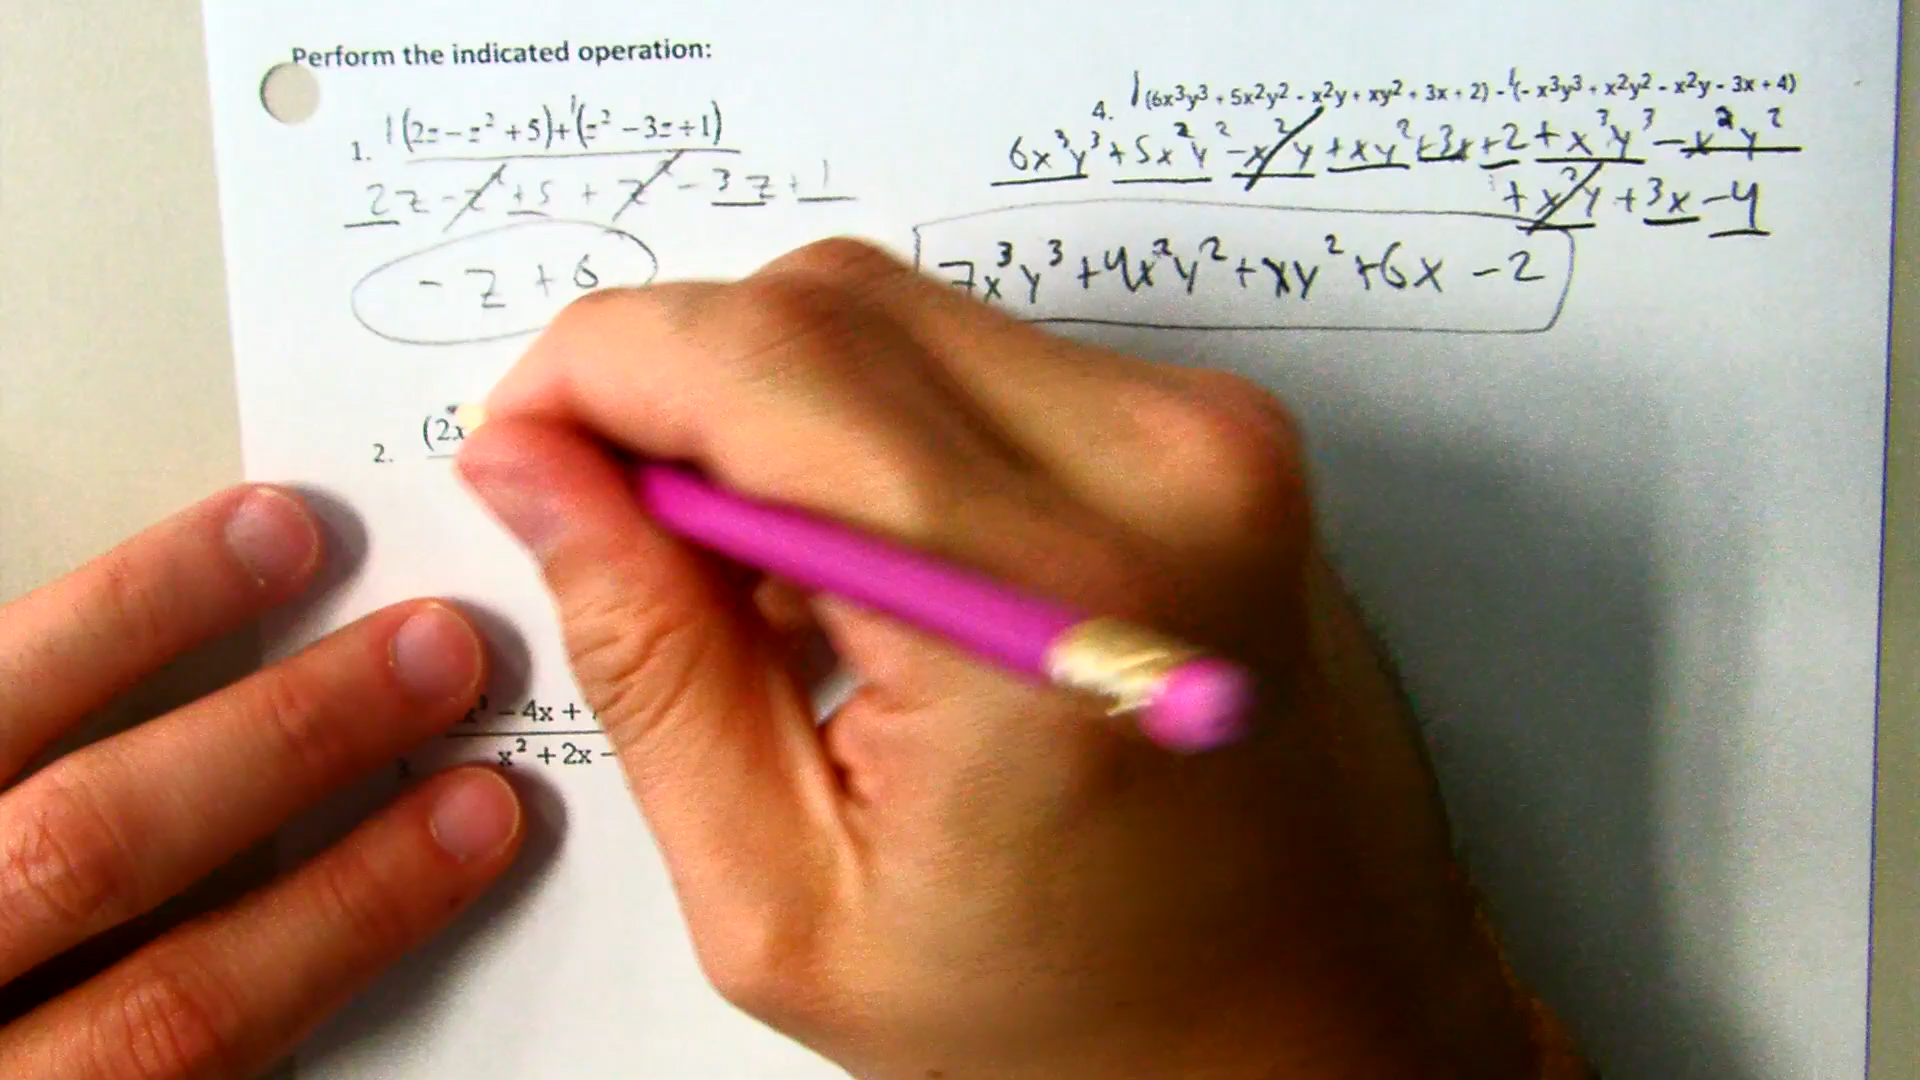 Perform the indicated operation:
1. 1(2z - z² + 5) + 1(z² - 3z + 1)
2z - z² + 5 + z² - 3z + 1
- z + 6
2. (2x
- 4x +
x² + 2x -
4. 1(6x³y³ + 5x²y² - x²y + xy² + 3x + 2) - 1(- x³y³ + x²y² - x²y - 3x + 4)
6x³y³ + 5x²y² - x²y + xy² + 3x + 2 + x³y³ - x²y²
+ x²y + 3x - 4
7x³y³ + 4x²y² + xy² + 6x - 2